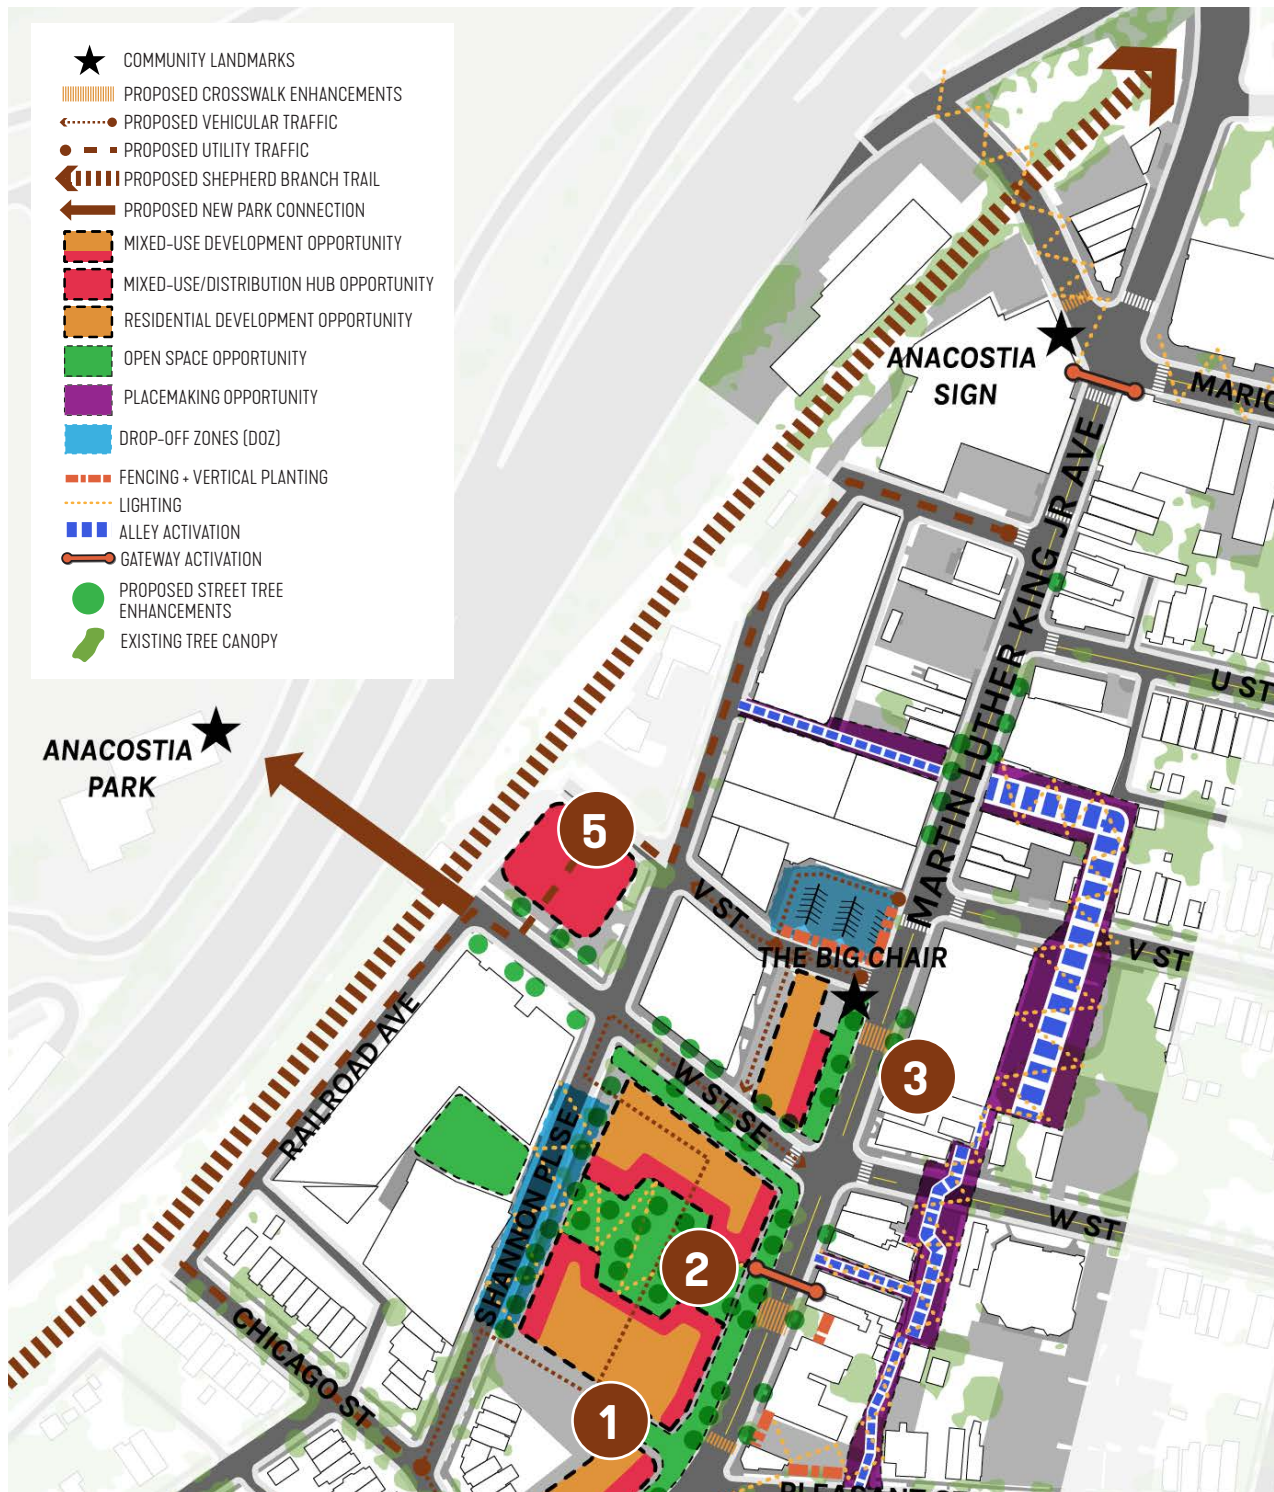 COMMUNITY LANDMARKS
PROPOSED CROSSWALK ENHANCEMENTS
PROPOSED VEHICULAR TRAFFIC
PROPOSED UTILITY TRAFFIC
PROPOSED SHEPHERD BRANCH TRAIL
PROPOSED NEW PARK CONNECTION
MIXED-USE DEVELOPMENT OPPORTUNITY
MIXED-USE/DISTRIBUTION HUB OPPORTUNITY
RESIDENTIAL DEVELOPMENT OPPORTUNITY
OPEN SPACE OPPORTUNITY
PLACEMAKING OPPORTUNITY
DROP-OFF ZONES (DOZ)
FENCING + VERTICAL PLANTING
LIGHTING
ALLEY ACTIVATION
GATEWAY ACTIVATION
PROPOSED STREET TREE
ENHANCEMENTS
EXISTING TREE CANOPY
ANACOSTIA
SIGN
MARIO
MARTIN LUTHER KING JR AVE
U ST
ANACOSTIA
PARK
5
V ST
V ST
THE BIG CHAIR
RAILROAD AVE
3
W ST SE
W ST
SHANNON PL SE
2
CHICAGO ST
1